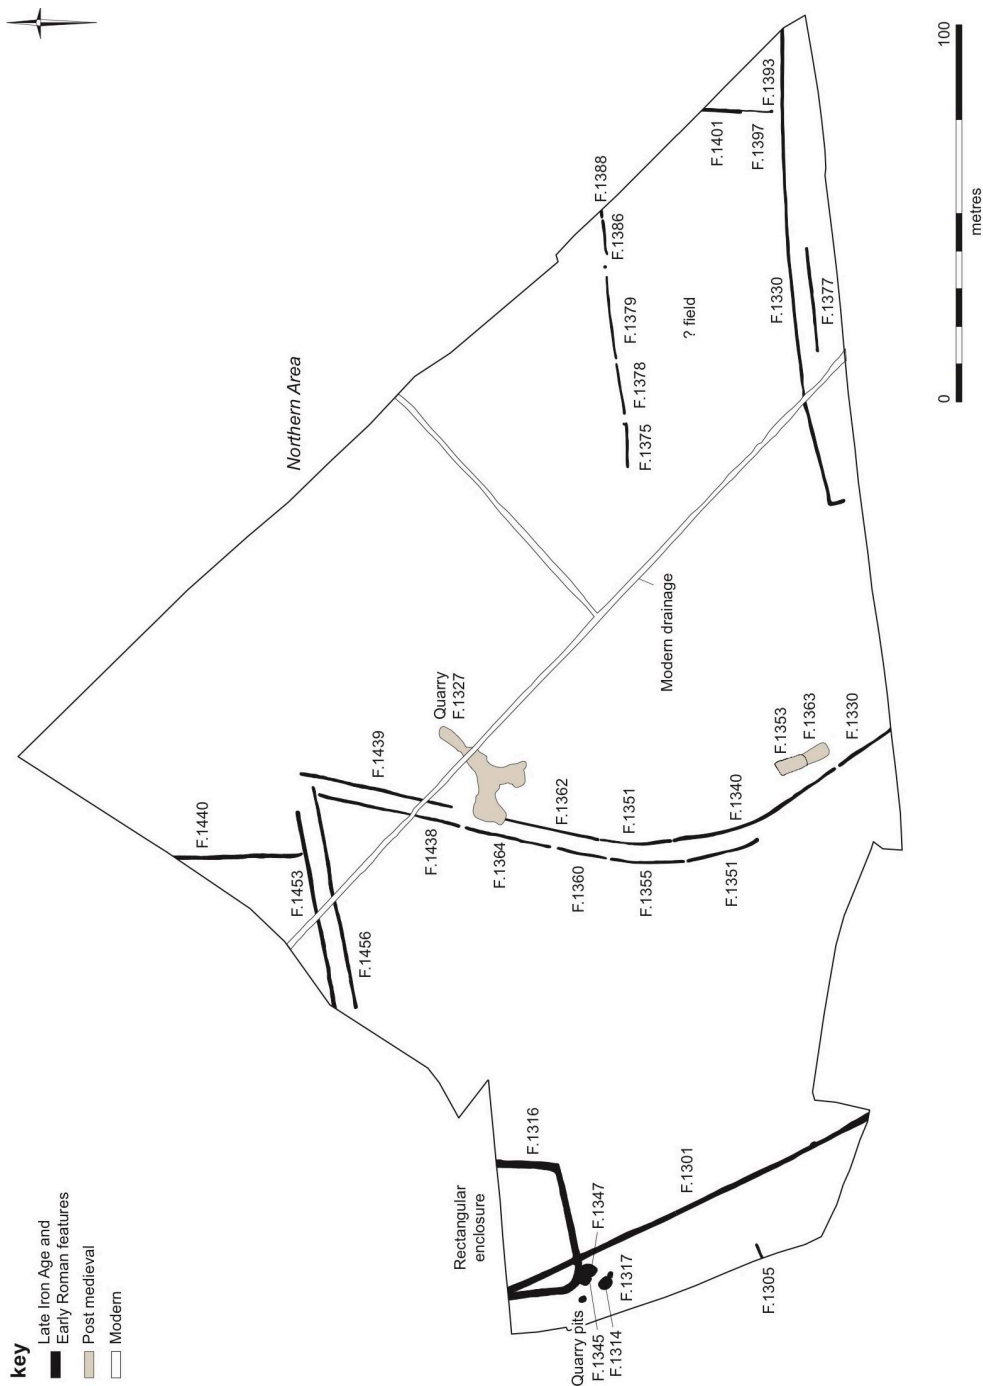 key
Late Iron Age and
Early Roman features
Post medieval
Modern
Northern Area
F.1440
F.1453
F.1456
F.1439
F.1438
Quarry
F.1327
F.1364
F.1362
F.1360
F.1351
F.1355
F.1340
F.1351
F.1353
F.1363
F.1330
Modern drainage
F.1375
F.1378
F.1379
F.1386
F.1388
? field
F.1401
F.1397
F.1393
F.1330
F.1377
Rectangular
enclosure
F.1316
F.1301
F.1347
F.1317
Quarry pits
F.1345
F.1314
F.1305
0
100
metres